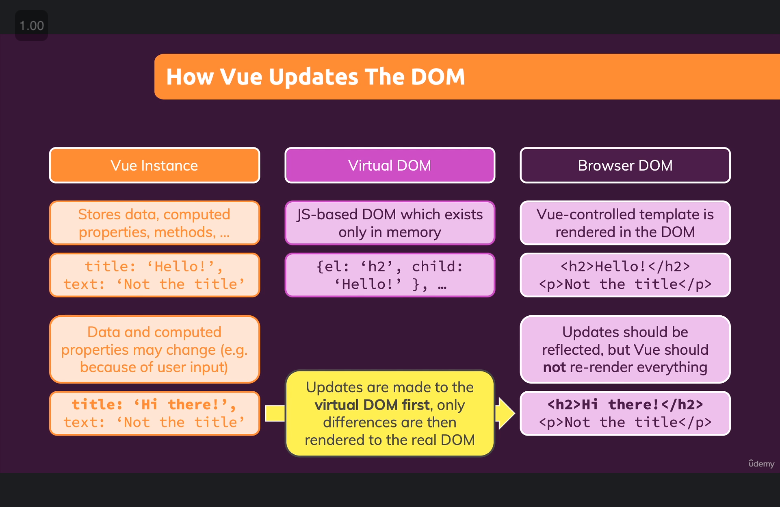 1.00
How Vue Updates The DOM
Vue Instance
Virtual DOM
Browser DOM
Stores data, computed
properties, methods, ...
JS-based DOM which exists
only in memory
Vue-controlled template is
rendered in the DOM
title: ‘Hello!’,
text: ‘Not the title’
{el: ‘h2’, child:
‘Hello!’ }, …
<h2>Hello!</h2>
<p>Not the title</p>
Data and computed
properties may change (e.g.
because of user input)
Updates should be
reflected, but Vue should
not re-render everything
title: ‘Hi there!’,
text: ‘Not the title’
Updates are made to the
virtual DOM first, only
differences are then
rendered to the real DOM
<h2>Hi there!</h2>
<p>Not the title</p>
ûdemy